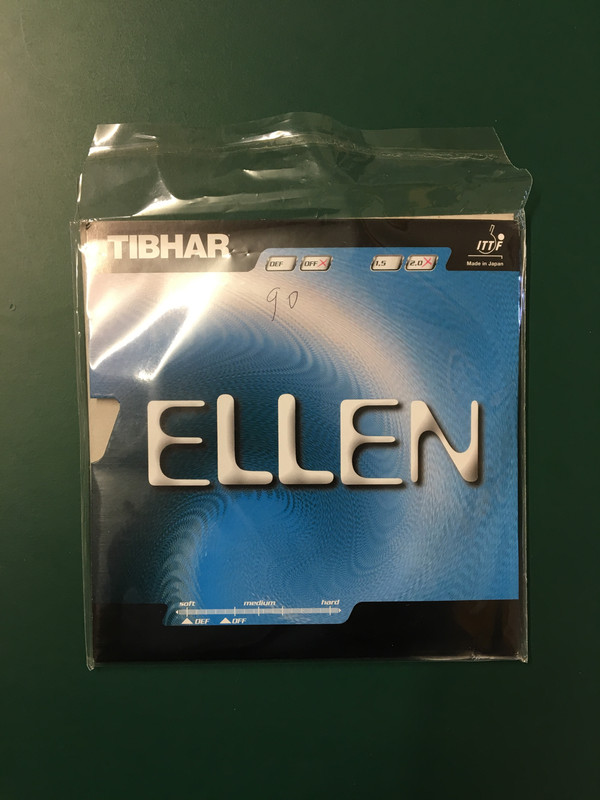 TIBHAR
DEF OFF 1.5 2.0
ITTF
Made in Japan
90
ELLEN
soft medium hard
DEF OFF